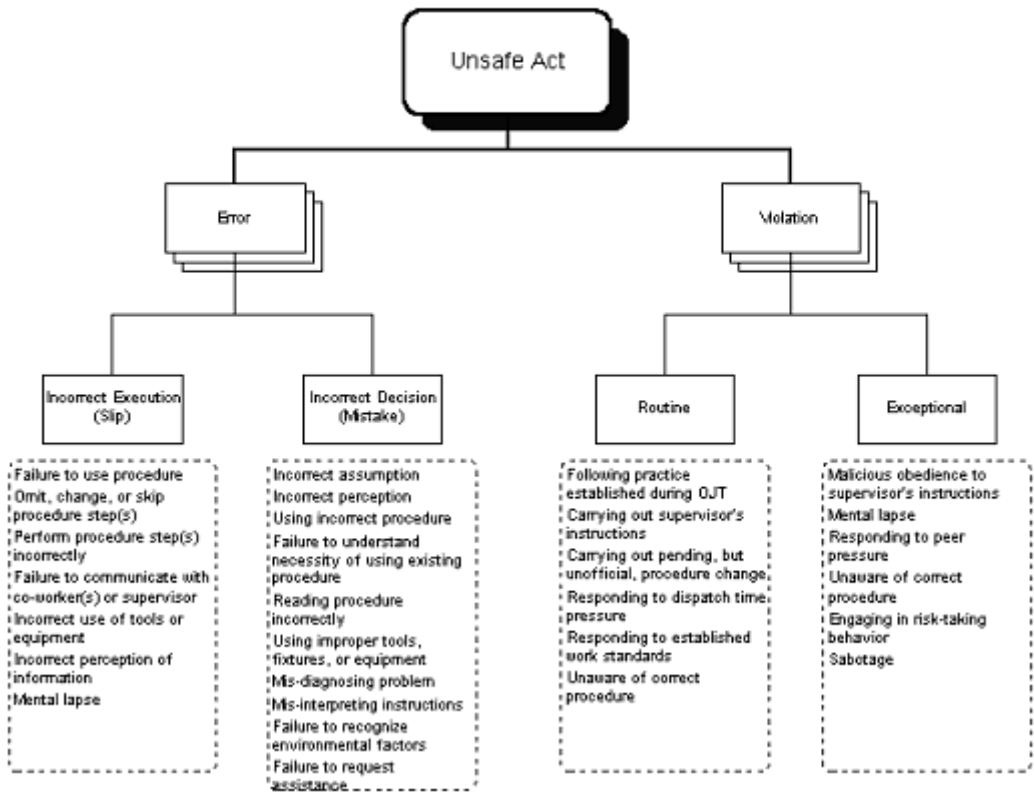 Unsafe Act
Error
Violation
Incorrect Execution
(Slip)
Incorrect Decision
(Mistake)
Routine
Exceptional
Failure to use procedure
Omit, change, or skip
procedure step(s)
Perform procedure step(s)
incorrectly
Failure to communicate with
co-worker(s) or supervisor
Incorrect use of tools or
equipment
Incorrect perception of
information
Mental lapse
Incorrect assumption
Incorrect perception
Using incorrect procedure
Failure to understand
necessity of using existing
procedure
Reading procedure
incorrectly
Using improper tools,
fixtures, or equipment
Mis-diagnosing problem
Mis-interpreting instructions
Failure to recognize
environmental factors
Failure to request
assistance
Following practice
established during OJT
Carrying out supervisor's
instructions
Carrying out pending, but
unofficial, procedure change
Responding to dispatch time
pressure
Responding to established
work standards
Unaware of correct
procedure
Malicious obedience to
supervisor's instructions
Mental lapse
Responding to peer
pressure
Unaware of correct
procedure
Engaging in risk-taking
behavior
Sabotage